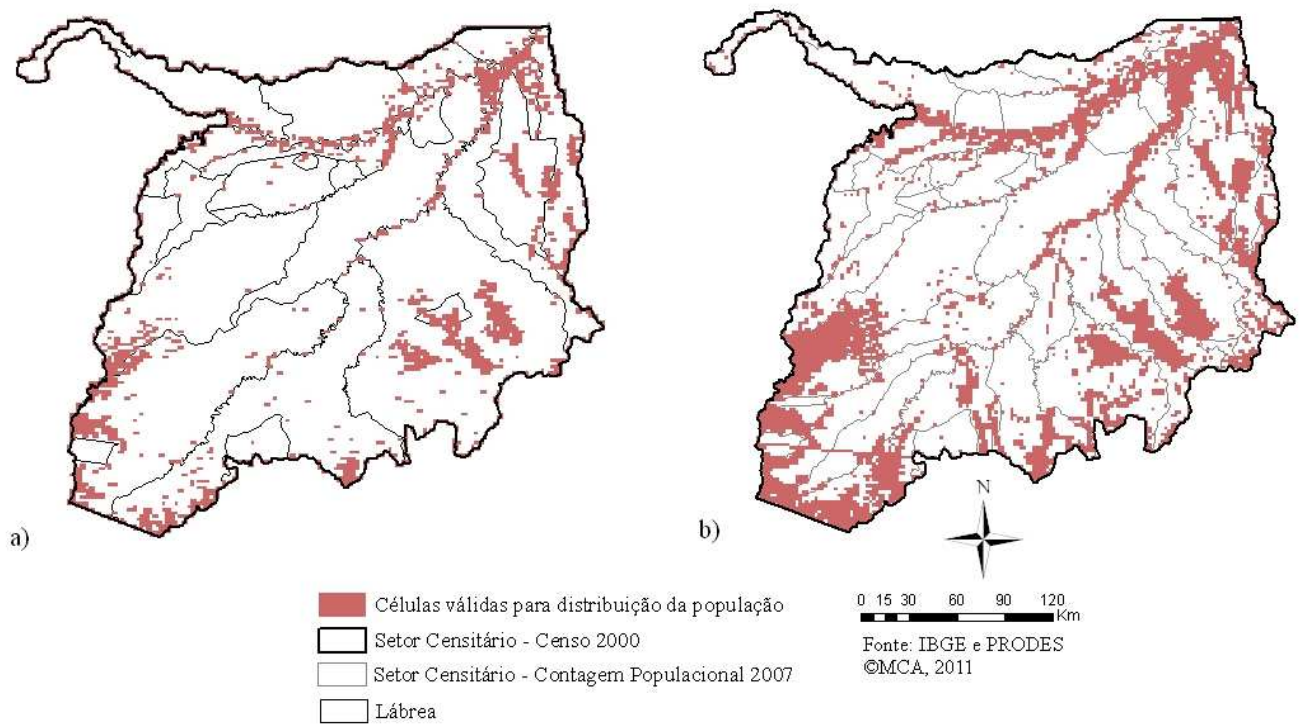 a)
b)
N
Células válidas para distribuição da população
Setor Censitário - Censo 2000
Setor Censitário - Contagem Populacional 2007
Lábrea
0 15 30 60 90 120
Km
Fonte: IBGE e PRODES
©MCA, 2011